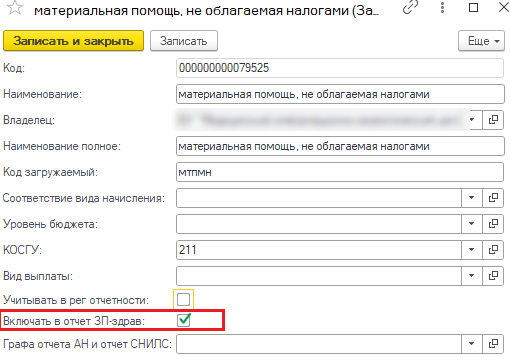 материальная помощь, не облагаемая налогами (За...
Записать и закрыть Записать Еще
Код: 000000000079525
Наименование: материальная помощь, не облагаемая налогами
Владелец:
Наименование полное: материальная помощь, не облагаемая налогами
Код загружаемый: мтпмн
Соответствие вида начисления:
Уровень бюджета:
КОСГУ: 211
Вид выплаты:
Учитывать в рег отчетности:
Включать в отчет ЗП-здрав:
Графа отчета АН и отчет СНИЛС: